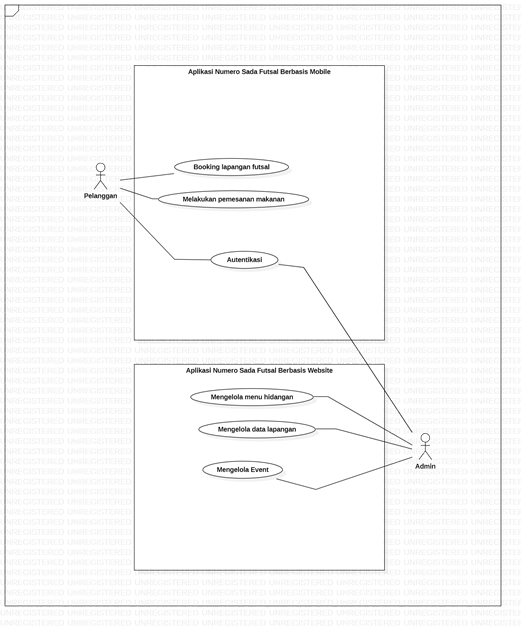 Aplikasi Numero Sada Futsal Berbasis Mobile
Booking lapangan futsal
Pelanggan
Melakukan pemesanan makanan
Autentikasi
Aplikasi Numero Sada Futsal Berbasis Website
Mengelola menu hidangan
Mengelola data lapangan
Admin
Mengelola Event